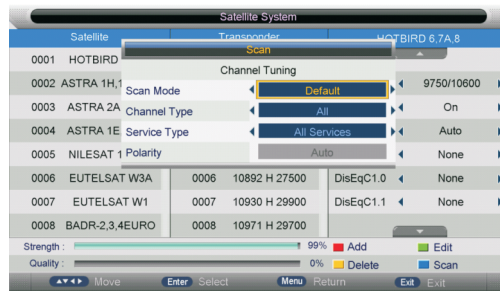 Satellite System
Satellite Transponder HOTBIRD 6,7A,8
Scan
Channel Tuning
0001 HOTBIRD
0002 ASTRA 1H,1 Scan Mode Default 9750/10600
0003 ASTRA 2A Channel Type All On
0004 ASTRA 1E Service Type All Services Auto
0005 NILESAT 1 Polarity Auto None
0006 EUTELSAT W3A 0006 10892 H 27500 DisEqC1.0 None
0007 EUTELSAT W1 0007 10930 H 29900 DisEqC1.1 None
0008 BADR-2,3,4EURO 0008 10971 H 29700
Strength : 99% Add Edit
Quality : 0% Delete Scan
Move Enter Select Menu Return Exit Exit